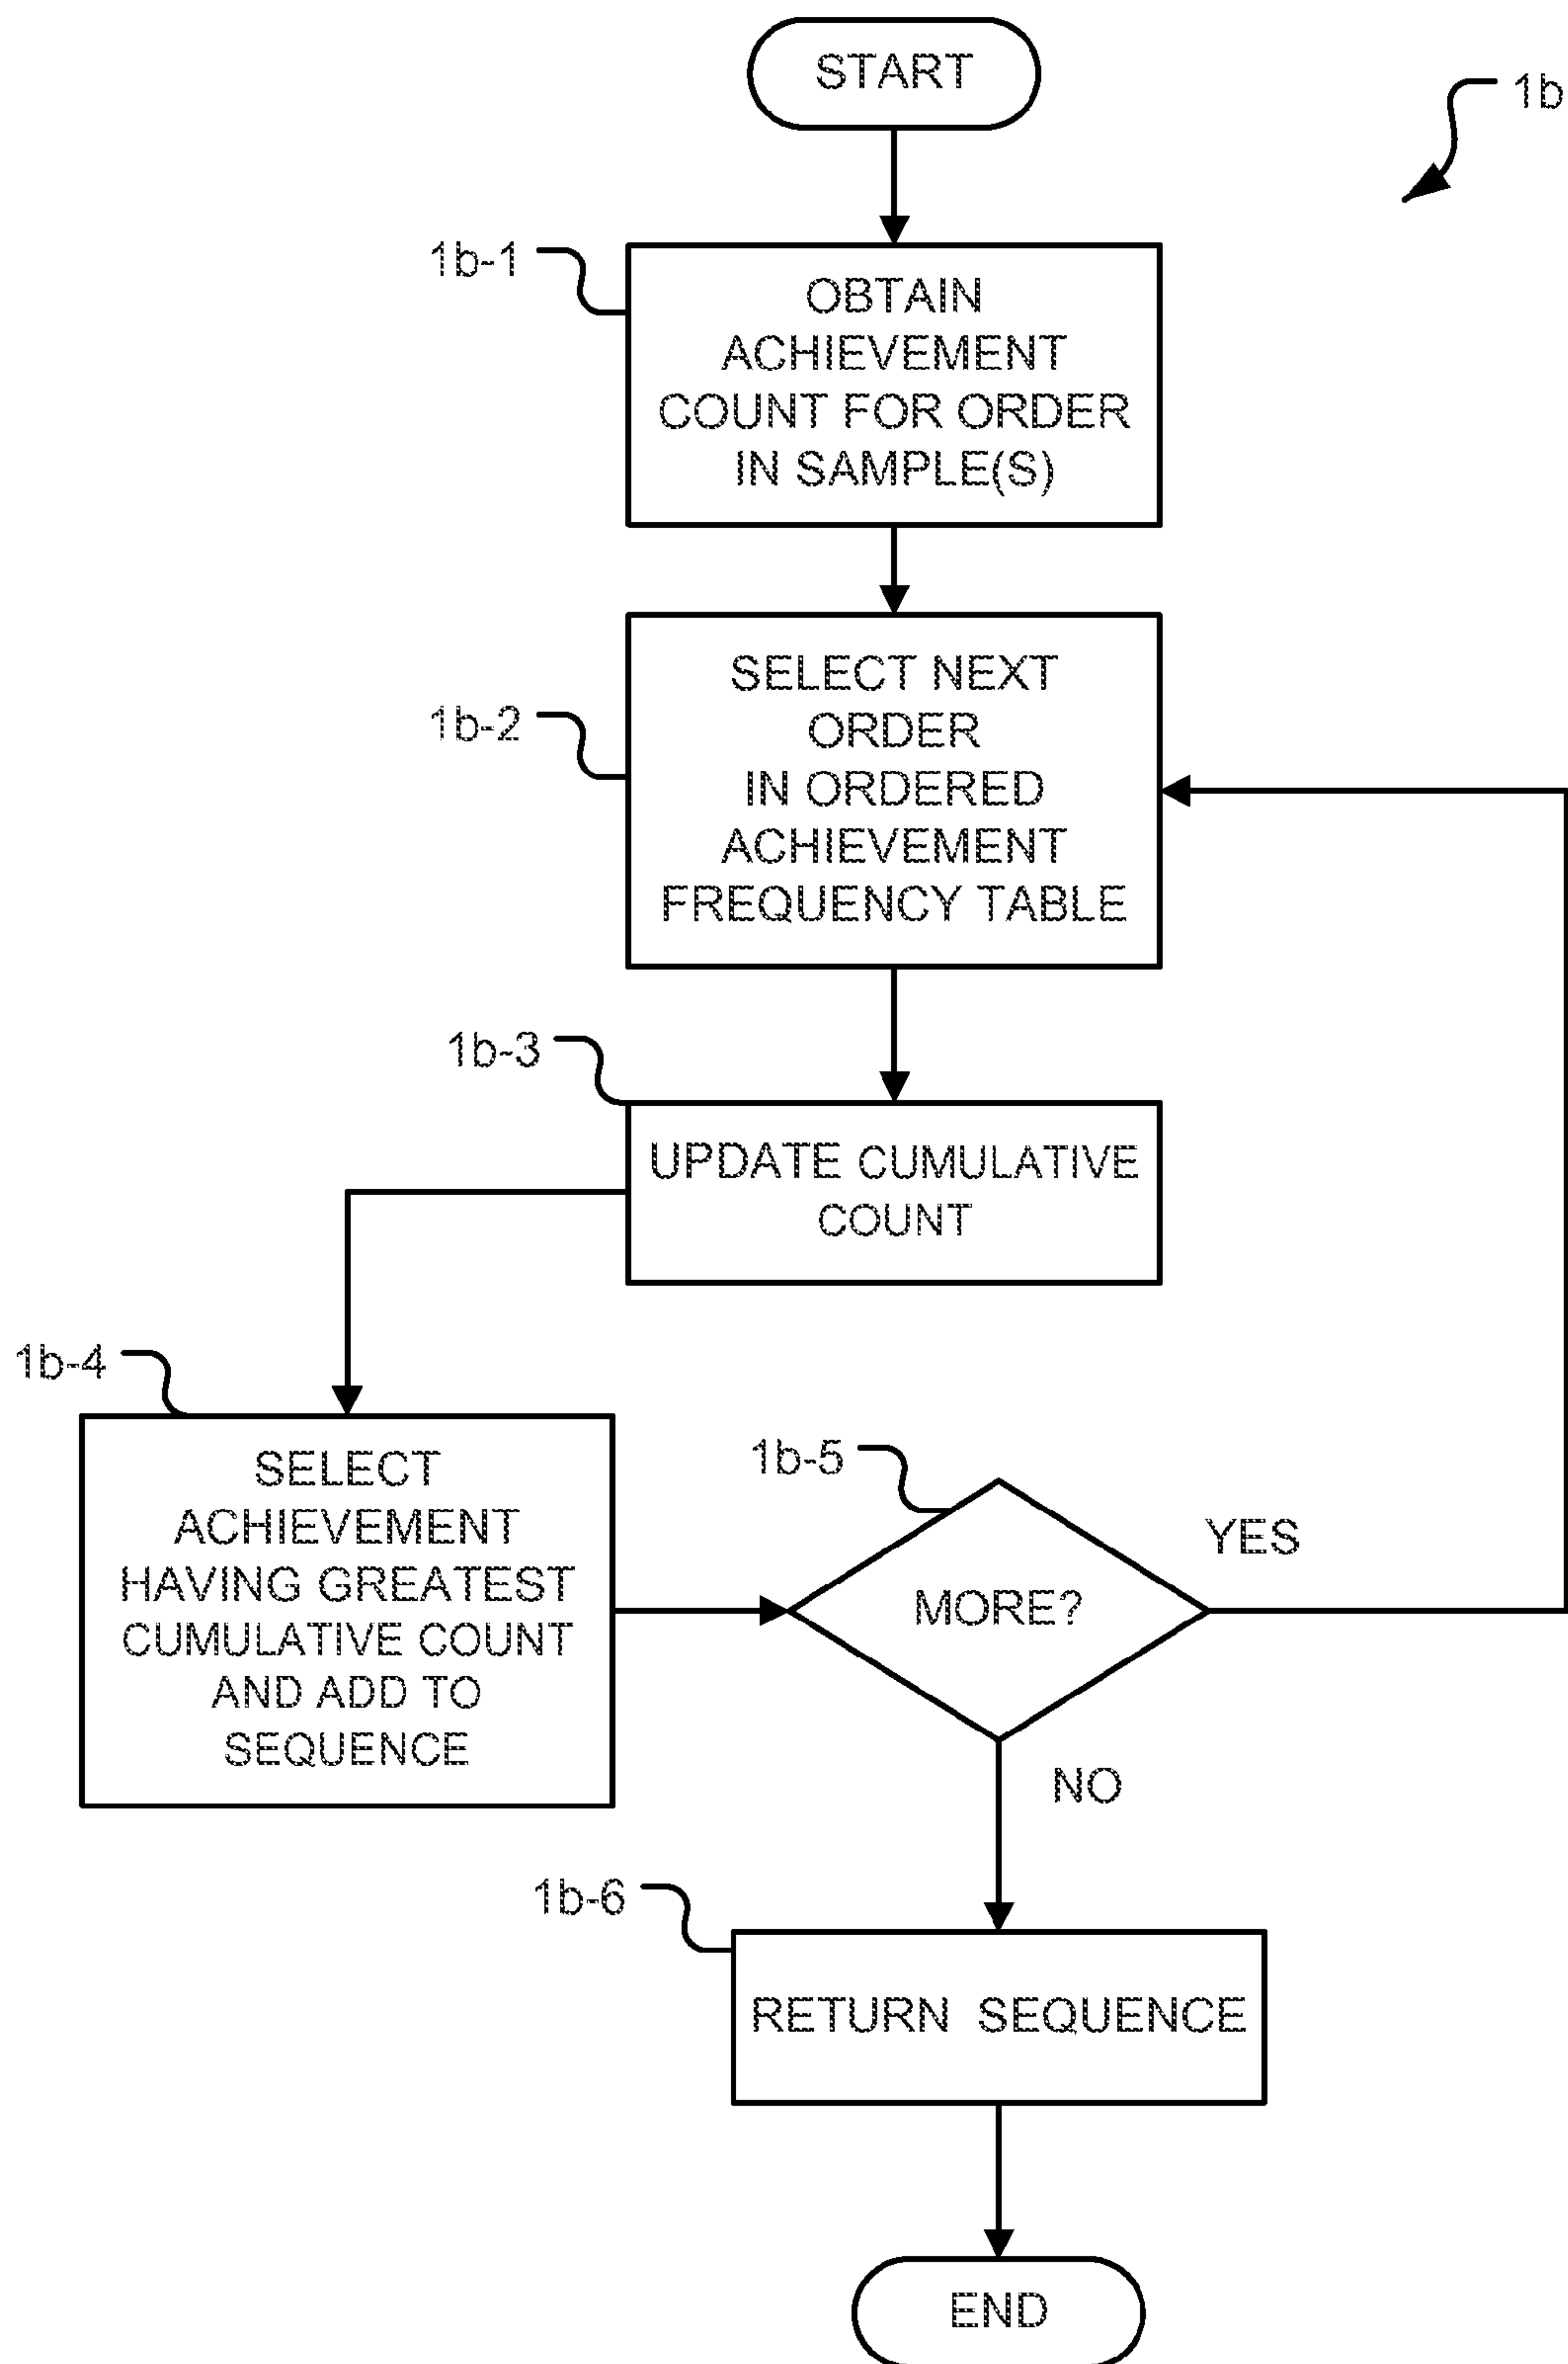 START
1b
1b-1
OBTAIN
ACHIEVEMENT
COUNT FOR ORDER
IN SAMPLE(S)
1b-2
SELECT NEXT
ORDER
IN ORDERED
ACHIEVEMENT
FREQUENCY TABLE
1b-3
UPDATE CUMULATIVE
COUNT
1b-4
SELECT
ACHIEVEMENT
HAVING GREATEST
CUMULATIVE COUNT
AND ADD TO
SEQUENCE
1b-5
MORE?
YES
NO
1b-6
RETURN SEQUENCE
END